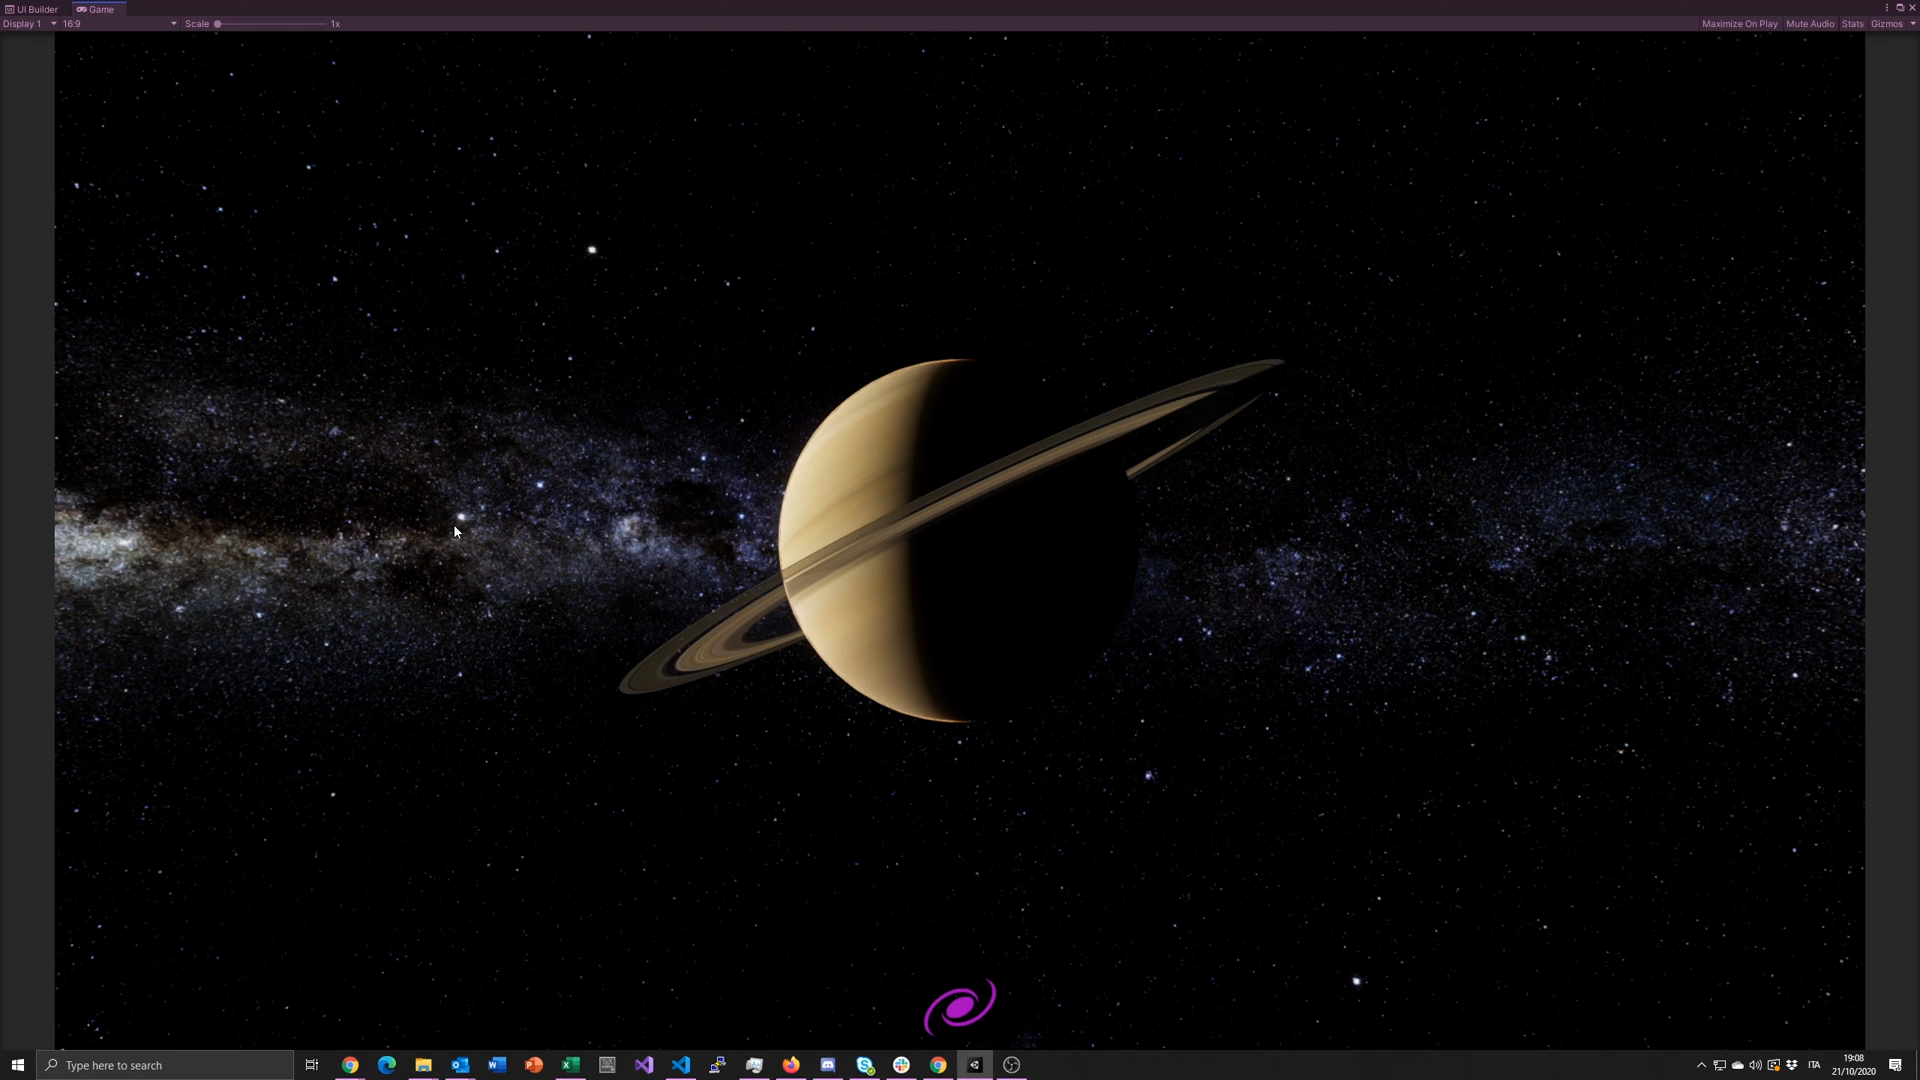 UI Builder Game
Display 1 16:9 Scale 1x Maximize On Play Mute Audio Stats Gizmos
Type here to search
ITA
19:08
21/10/2020